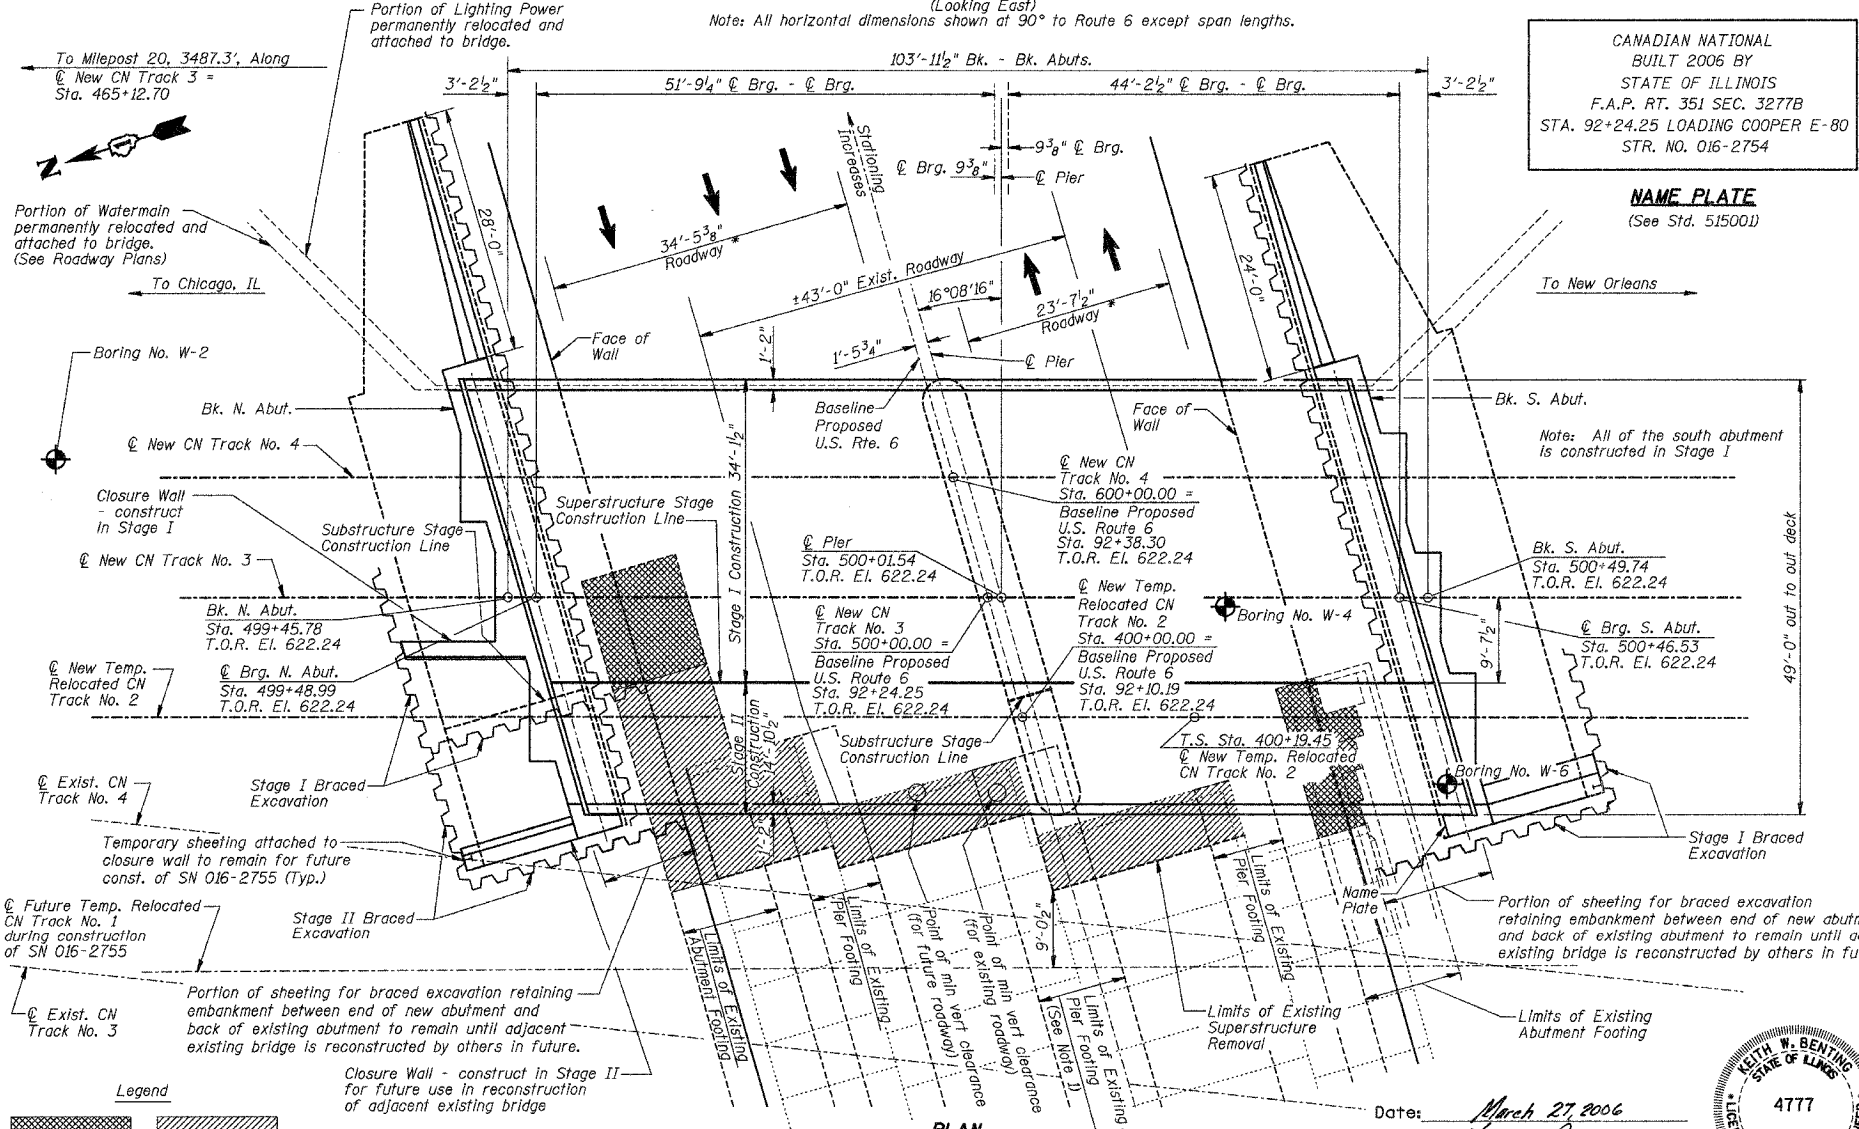 (Looking East)
Note: All horizontal dimensions shown at 90° to Route 6 except span lengths.
Portion of Lighting Power
permanently relocated and
attached to bridge.
To Milepost 20, 3487.3', Along
℄ New CN Track 3 =
Sta. 465+12.70
N
103'-11½" Bk. - Bk. Abuts.
3'-2½"
51'-9¼" ℄ Brg. - ℄ Brg.
44'-2½" ℄ Brg. - ℄ Brg.
3'-2½"
CANADIAN NATIONAL
BUILT 2006 BY
STATE OF ILLINOIS
F.A.P. RT. 351 SEC. 3277B
STA. 92+24.25 LOADING COOPER E-80
STR. NO. 016-2754
NAME PLATE
(See Std. 515001)
Stationing
Increases
9⅜" ℄ Brg.
℄ Brg. 9⅜"
℄ Pier
Portion of Watermain
permanently relocated and
attached to bridge.
(See Roadway Plans)
To Chicago, IL
To New Orleans
28'-0"
34'-5⅜"
Roadway *
±43'-0" Exist. Roadway
16°08'16"
23'-7½"
Roadway *
24'-0"
Boring No. W-2
Face of
Wall
1'-2"
1'-5¾"
℄ Pier
Bk. N. Abut.
Baseline
Proposed
U.S. Rte. 6
Face of
Wall
Bk. S. Abut.
℄ New CN Track No. 4
Note: All of the south abutment
is constructed in Stage I
Closure Wall
- construct
in Stage I
Substructure Stage
Construction Line
Superstructure Stage
Construction Line
Stage I Construction 34'-1½"
℄ New CN
Track No. 4
Sta. 600+00.00 =
Baseline Proposed
U.S. Route 6
Sta. 92+38.30
T.O.R. El. 622.24
℄ New CN Track No. 3
℄ Pier
Sta. 500+01.54
T.O.R. El. 622.24
Bk. S. Abut.
Sta. 500+49.74
T.O.R. El. 622.24
Bk. N. Abut.
Sta. 499+45.78
T.O.R. El. 622.24
℄ New CN
Track No. 3
Sta. 500+00.00 =
Baseline Proposed
U.S. Route 6
Sta. 92+24.25
T.O.R. El. 622.24
℄ New Temp.
Relocated CN
Track No. 2
Sta. 400+00.00 =
Baseline Proposed
U.S. Route 6
Sta. 92+10.19
T.O.R. El. 622.24
Boring No. W-4
9'-7½"
℄ Brg. S. Abut.
Sta. 500+46.53
T.O.R. El. 622.24
49'-0" out to out deck
℄ New Temp.
Relocated CN
Track No. 2
℄ Brg. N. Abut.
Sta. 499+48.99
T.O.R. El. 622.24
Stage II
Construction
14'-10½"
1'-2"
Substructure Stage
Construction Line
T.S. Sta. 400+19.45
℄ New Temp. Relocated
CN Track No. 2
Boring No. W-6
℄ Exist. CN
Track No. 4
Stage I Braced
Excavation
Temporary sheeting attached to
closure wall to remain for future
const. of SN 016-2755 (Typ.)
Stage I Braced
Excavation
℄ Future Temp. Relocated
CN Track No. 1
during construction
of SN 016-2755
Stage II Braced
Excavation
Name
Plate
Portion of sheeting for braced excavation
retaining embankment between end of new abutm
and back of existing abutment to remain until ad
existing bridge is reconstructed by others in fu
℄ Exist. CN
Track No. 3
Portion of sheeting for braced excavation retaining
embankment between end of new abutment and
back of existing abutment to remain until adjacent
existing bridge is reconstructed by others in future.
Limits of Existing
Abutment Footing
Limits of Existing
Pier Footing
Point of min vert clearance
(for future roadway)
Point of min vert clearance
(for existing roadway)
9'-0½"
Limits of Existing
Pier Footing
(See Note 1)
Limits of Existing
Pier Footing
Limits of Existing
Superstructure
Removal
Limits of Existing
Abutment Footing
Closure Wall - construct in Stage II
for future use in reconstruction
of adjacent existing bridge
Legend
PLAN
Date: March 27, 2006
KEITH W. BENTING
STATE OF ILLINOIS
4777